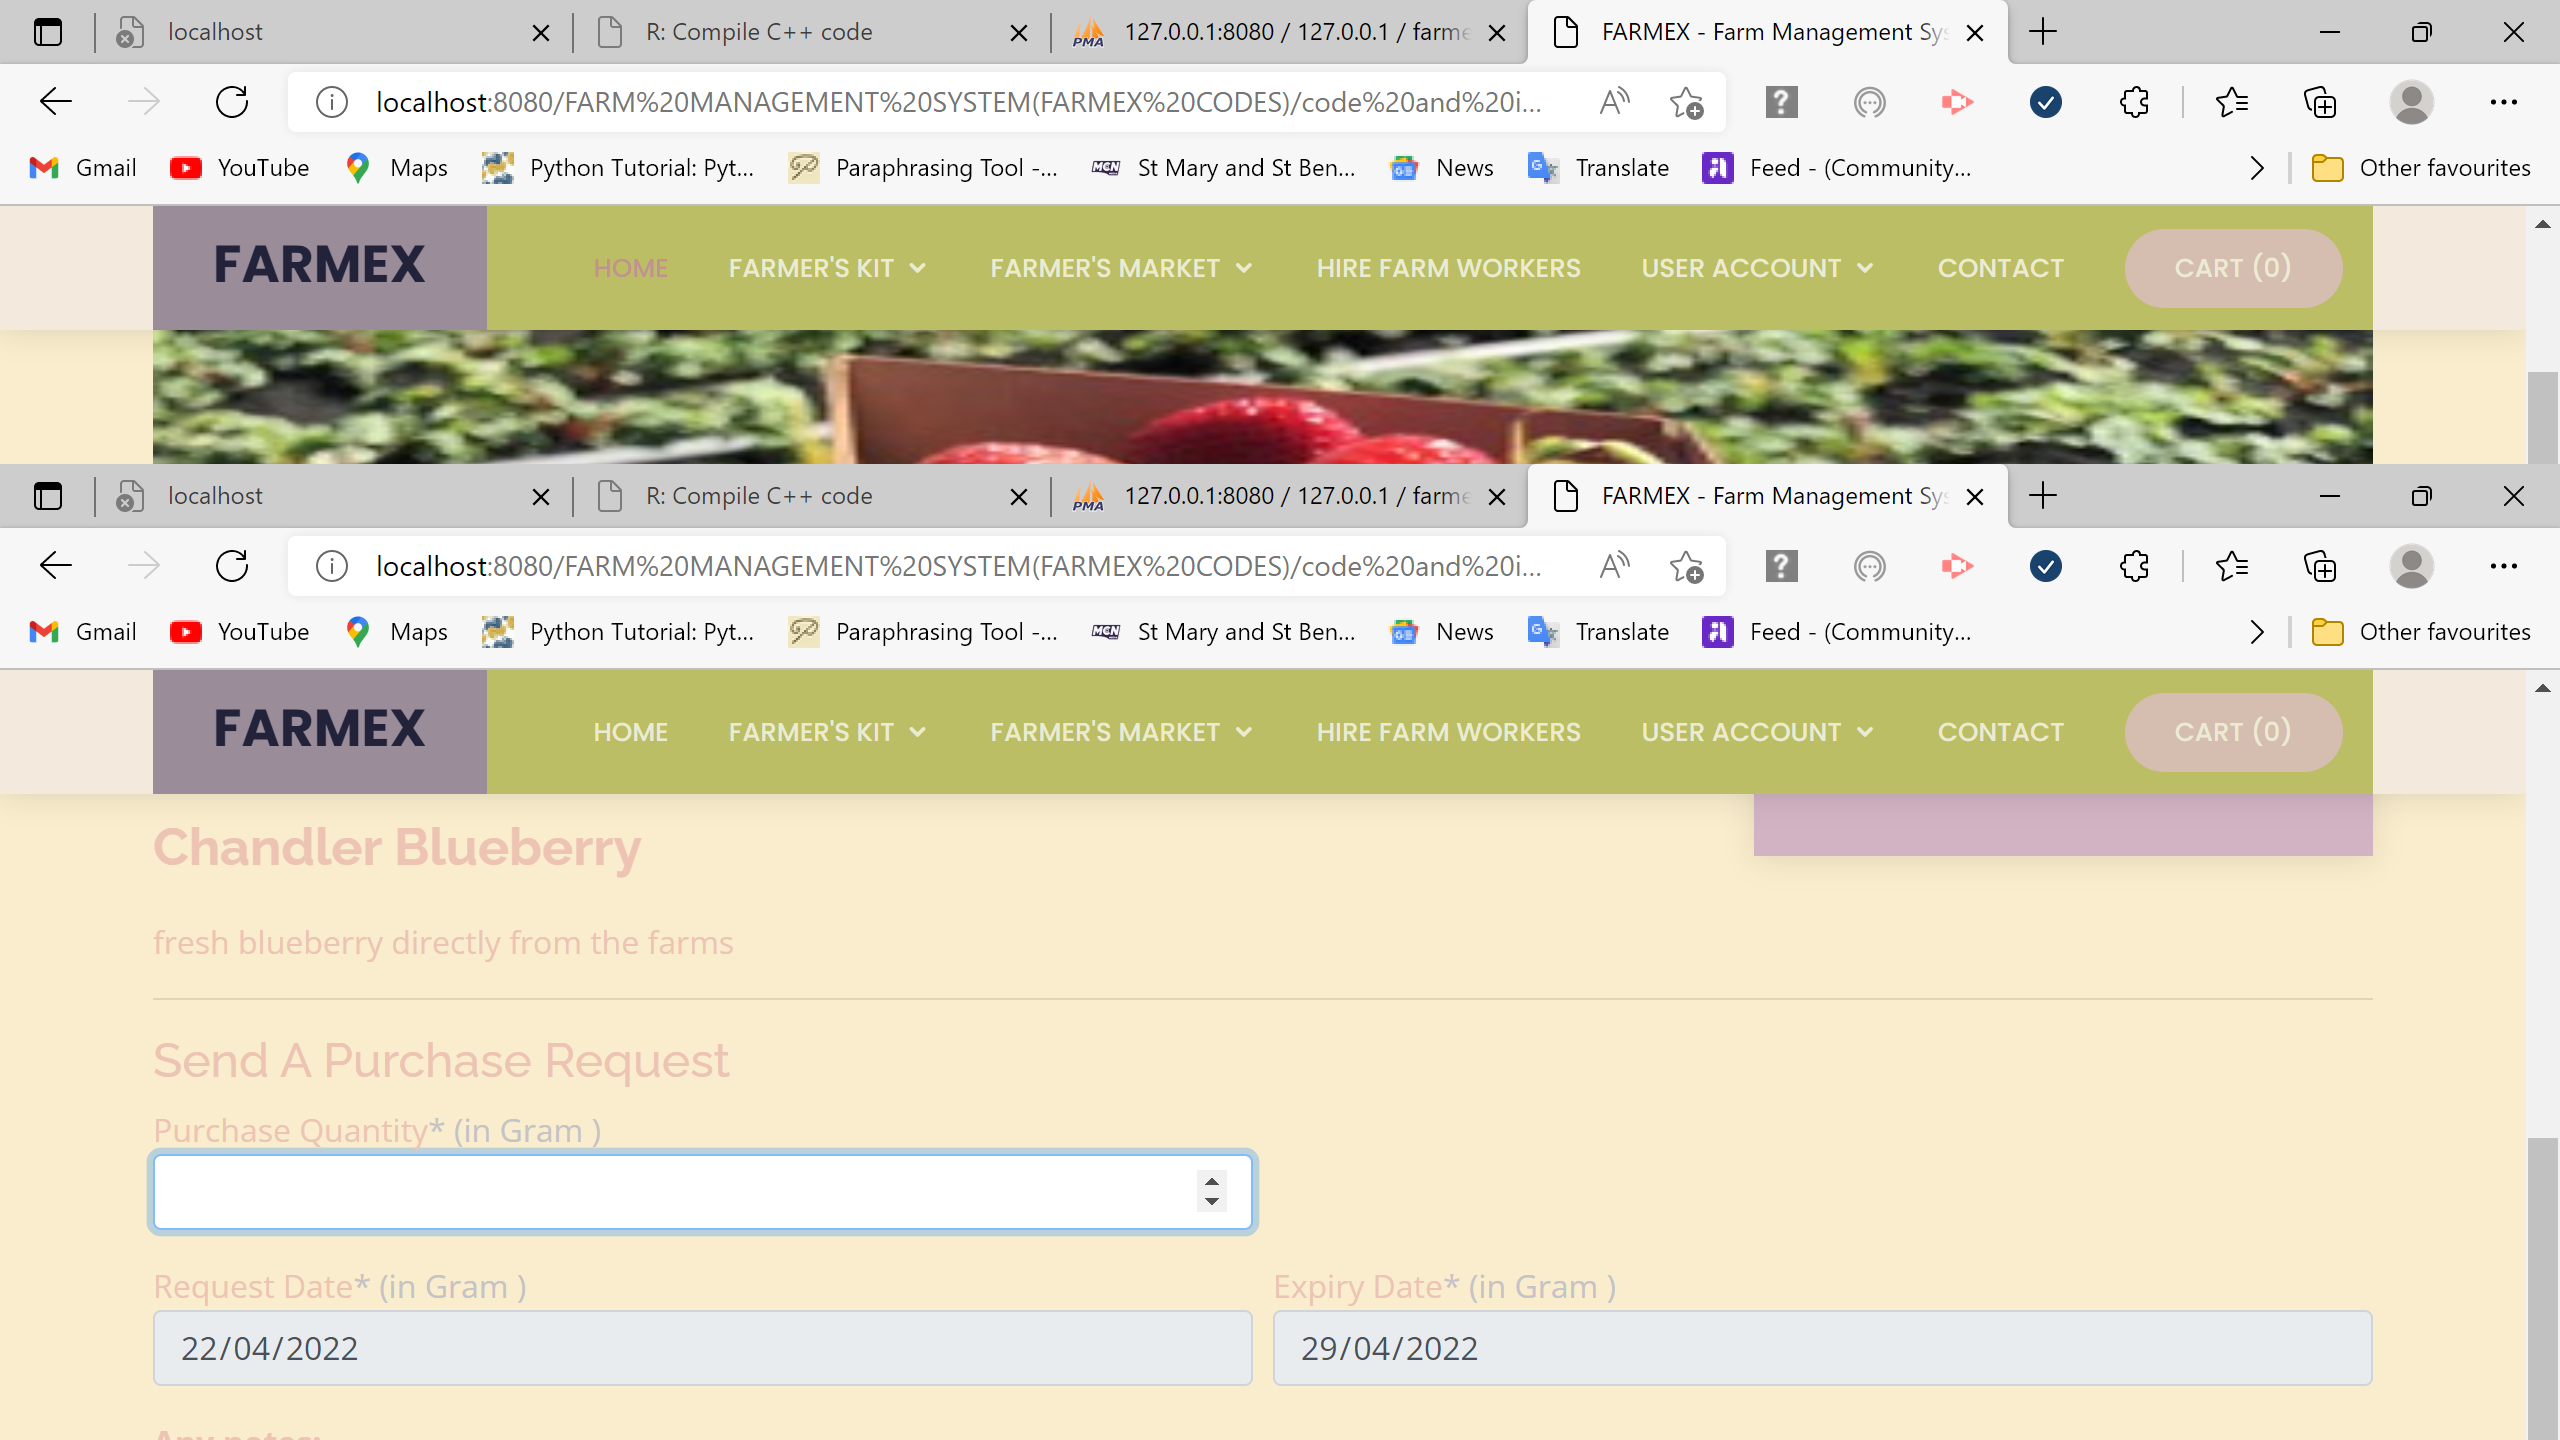 localhost
R: Compile C++ code
127.0.0.1:8080 / 127.0.0.1 / farme
FARMEX - Farm Management Sys
localhost:8080/FARM%20MANAGEMENT%20SYSTEM(FARMEX%20CODES)/code%20and%20i...
Gmail YouTube Maps Python Tutorial: Pyt... Paraphrasing Tool -... MGN St Mary and St Ben... News Translate Feed - (Community... Other favourites
FARMEX HOME FARMER'S KIT FARMER'S MARKET HIRE FARM WORKERS USER ACCOUNT CONTACT CART (0)
localhost
R: Compile C++ code
127.0.0.1:8080 / 127.0.0.1 / farme
FARMEX - Farm Management Sys
localhost:8080/FARM%20MANAGEMENT%20SYSTEM(FARMEX%20CODES)/code%20and%20i...
Gmail YouTube Maps Python Tutorial: Pyt... Paraphrasing Tool -... MGN St Mary and St Ben... News Translate Feed - (Community... Other favourites
FARMEX HOME FARMER'S KIT FARMER'S MARKET HIRE FARM WORKERS USER ACCOUNT CONTACT CART (0)
Chandler Blueberry
fresh blueberry directly from the farms
Send A Purchase Request
Purchase Quantity* (in Gram )
Request Date* (in Gram ) Expiry Date* (in Gram )
22/04/2022 29/04/2022
Any notes: